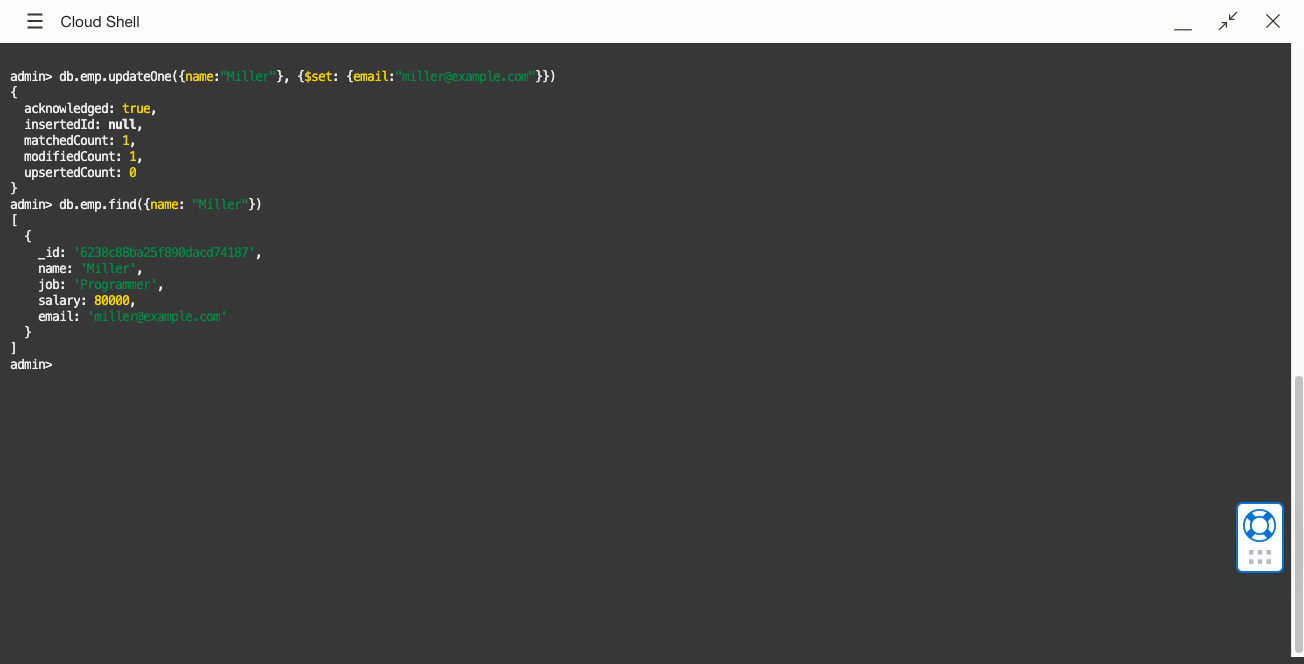 Cloud Shell
admin> db.emp.updateOne({name:"Miller"}, {$set: {email:"miller@example.com"}})
{
  acknowledged: true,
  insertedId: null,
  matchedCount: 1,
  modifiedCount: 1,
  upsertedCount: 0
}
admin> db.emp.find({name: "Miller"})
[
  {
    _id: '6238c88ba25f890dacd74187',
    name: 'Miller',
    job: 'Programmer',
    salary: 80000,
    email: 'miller@example.com'
  }
]
admin>